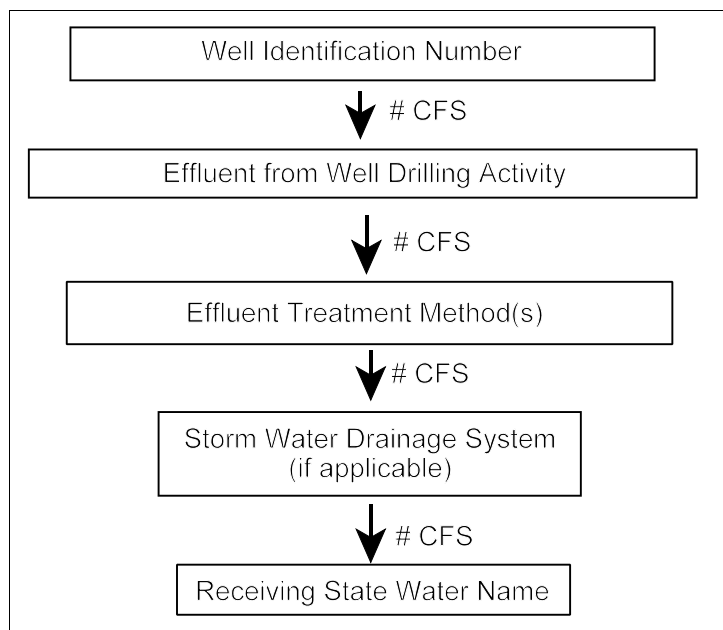 Well Identification Number
# CFS
Effluent from Well Drilling Activity
# CFS
Effluent Treatment Method(s)
# CFS
Storm Water Drainage System
(if applicable)
# CFS
Receiving State Water Name